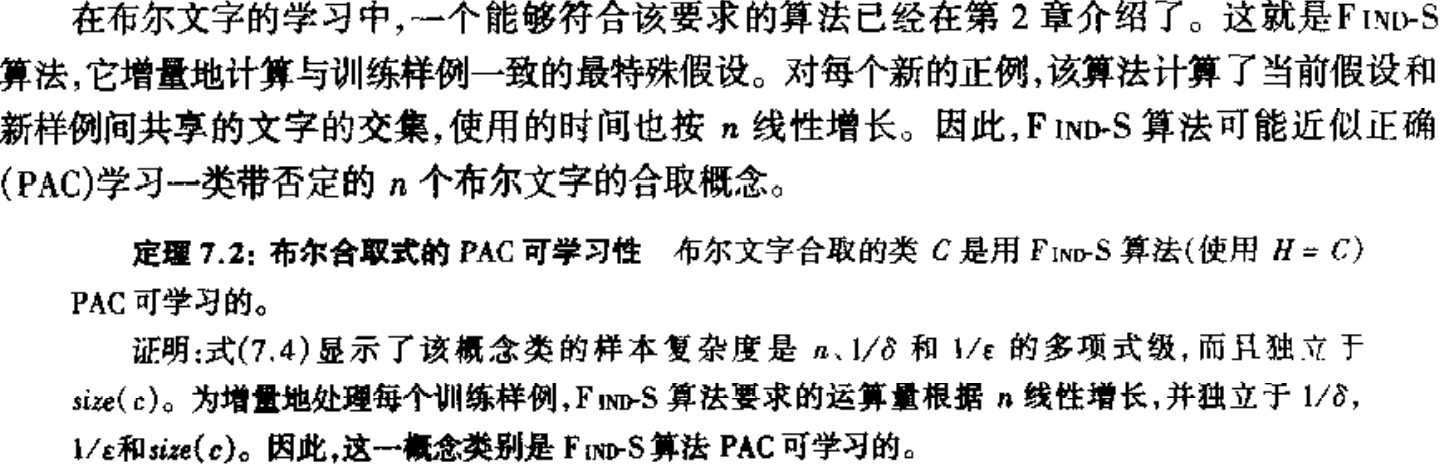 在布尔文字的学习中,一个能够符合该要求的算法已经在第 2 章介绍了。这就是FIND-S
算法,它增量地计算与训练样例一致的最特殊假设。对每个新的正例,该算法计算了当前假设和
新样例间共享的文字的交集,使用的时间也按 n 线性增长。因此,FIND-S 算法可能近似正确
(PAC)学习一类带否定的 n 个布尔文字的合取概念。
定理 7.2: 布尔合取式的 PAC 可学习性 布尔文字合取的类 C 是用 FIND-S 算法(使用 H = C)
PAC 可学习的。
证明:式(7.4)显示了该概念类的样本复杂度是 n、1/δ 和 1/ε 的多项式级,而且独立于
size(c)。为增量地处理每个训练样例,FIND-S 算法要求的运算量根据 n 线性增长,并独立于 1/δ,
1/ε和size(c)。因此,这一概念类别是 FIND-S 算法 PAC 可学习的。